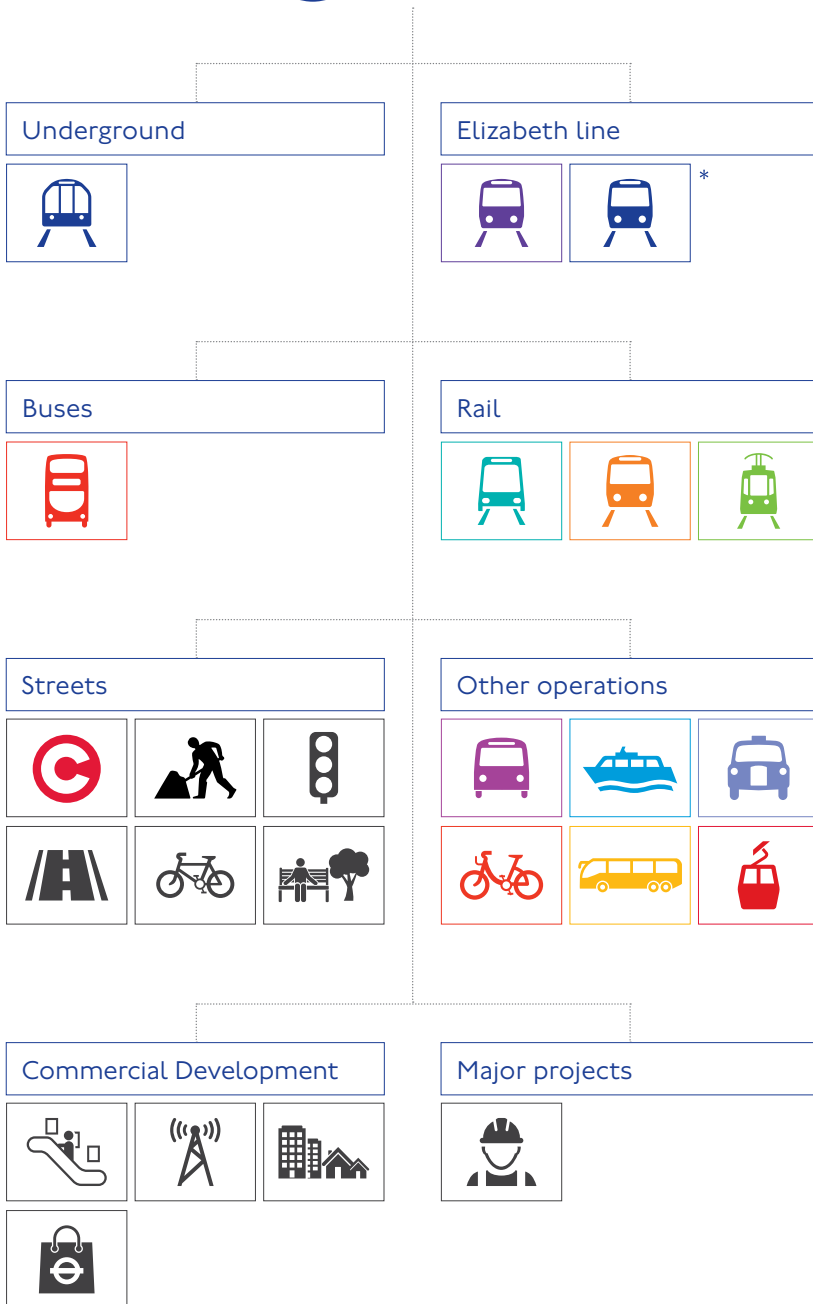 Underground
Elizabeth line
*
Buses
Rail
Streets
Other operations
Commercial Development
Major projects